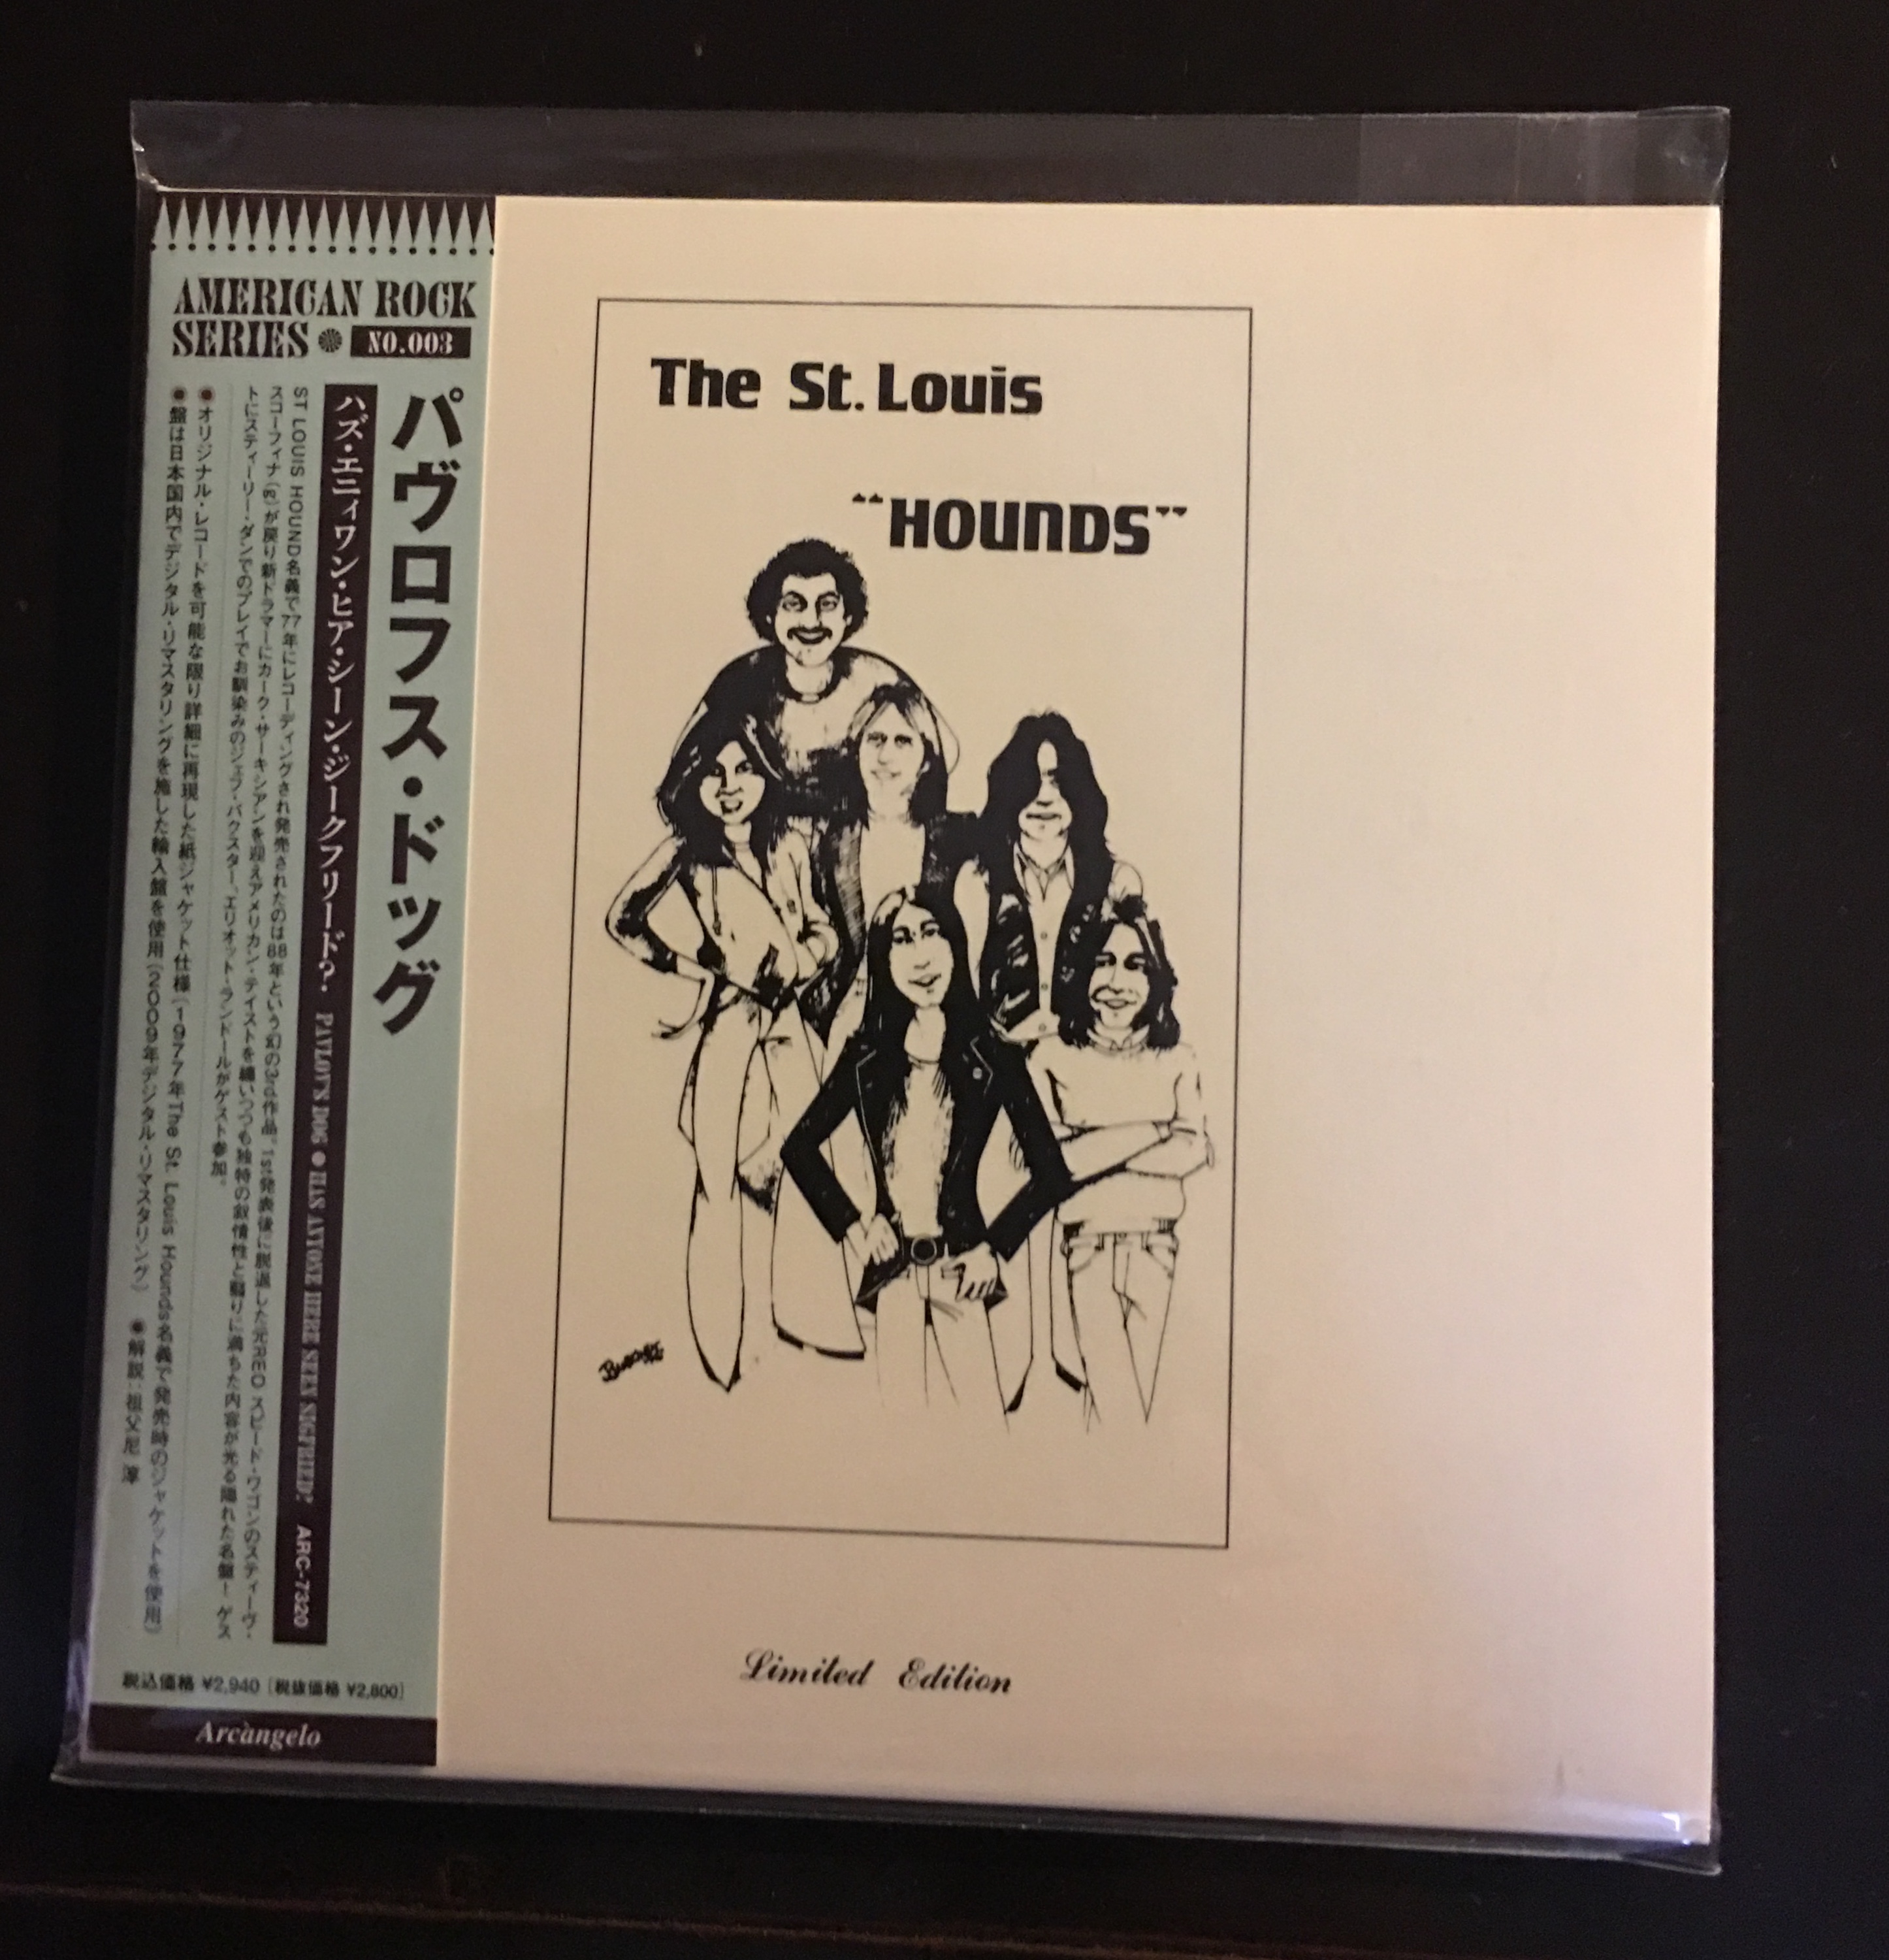 AMERICAN ROCK
SERIES NO.003
パヴロフス・ドッグ
ハズ・エニィワン・ヒア・シーン・ジークフリード? PAVLOV'S DOG ● HAS ANYONE HERE SEEN SIGFRIED? ARC-7320
ST LOUIS HOUND名義で77年にレコーディングされ発売されたのは88年という幻の3rd作品。1st発表後に脱退した元REO スピード・ワゴンのスティーヴ・
スコーフィナ(g)が戻り新ドラマーにカーク・サーキシアンを迎えアメリカン・テイストを纏いつつも独特の叙情性と翳りに満ちた内容が光る隠れた名盤! ゲス
トにスティーリー・ダンでのプレイでお馴染みのジェフ・バクスター、エリオット・ランドールがゲスト参加。
●オリジナル・レコードを可能な限り詳細に再現した紙ジャケット仕様(1977年The St. Louis Hounds名義で発売時のジャケットを使用)
●盤は日本国内でデジタル・リマスタリングを施した輸入盤を使用(2009年デジタル・リマスタリング) ●解説:祖父尼 淳
税込価格 ¥2,940 [税抜価格 ¥2,800]
Arcàngelo
The St. Louis
"HOUNDS"
Limited Edition